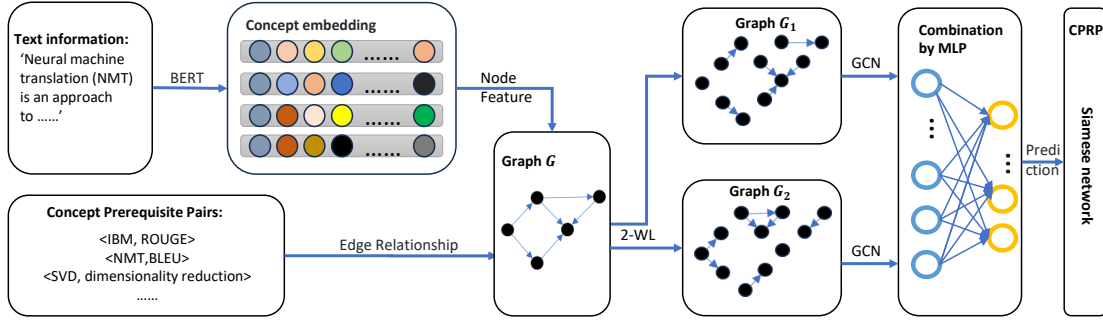 Text information:
‘Neural machine
translation (NMT)
is an approach
to ……’
BERT
Concept embedding
……
……
……
……
Node
Feature
Concept Prerequisite Pairs:
<IBM, ROUGE>
<NMT,BLEU>
<SVD, dimensionality reduction>
……
Edge Relationship
Graph G
2-WL
Graph G₁
Graph G₂
GCN
GCN
Combination
by MLP
...
...
Predi
ction
CPRP
Siamese network